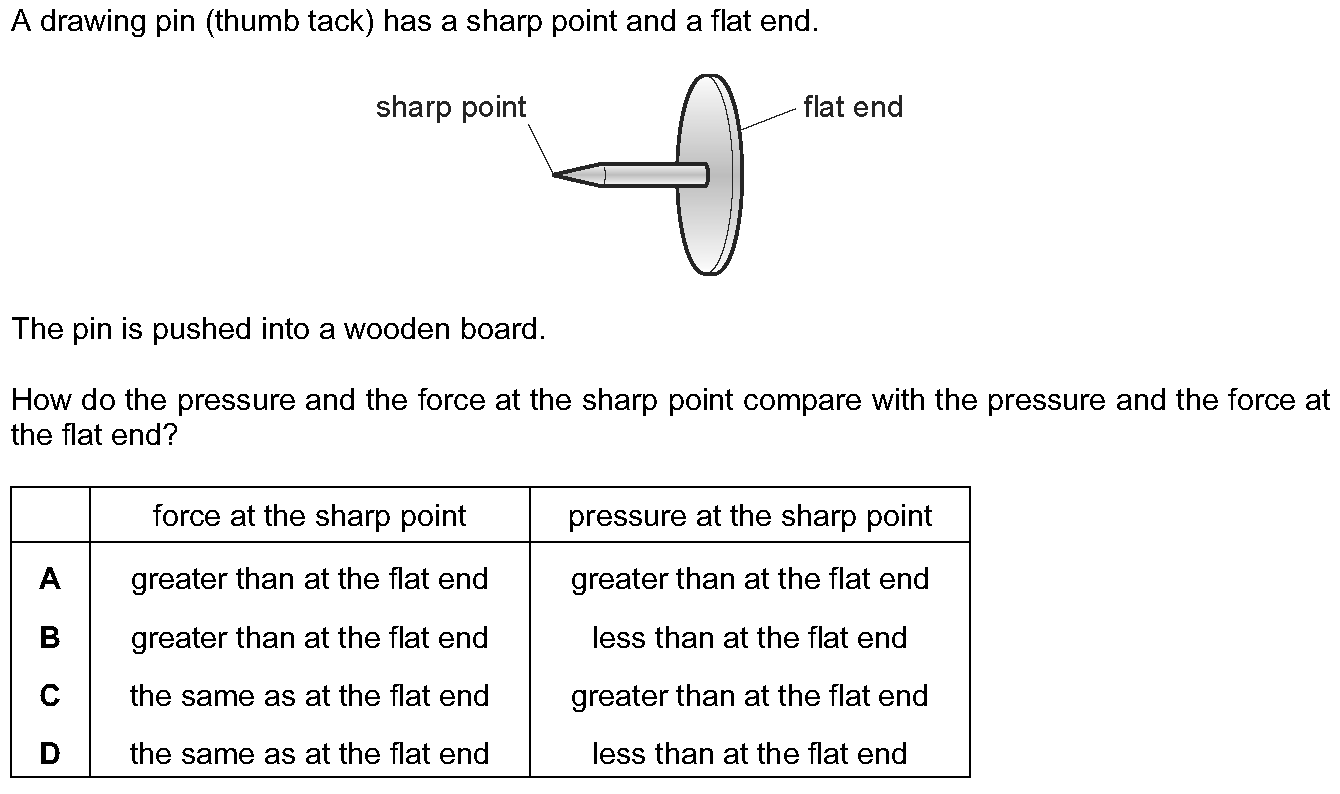 A drawing pin (thumb tack) has a sharp point and a flat end.
sharp point
flat end
The pin is pushed into a wooden board.
How do the pressure and the force at the sharp point compare with the pressure and the force at
the flat end?
force at the sharp point pressure at the sharp point
A greater than at the flat end greater than at the flat end
B greater than at the flat end less than at the flat end
C the same as at the flat end greater than at the flat end
D the same as at the flat end less than at the flat end